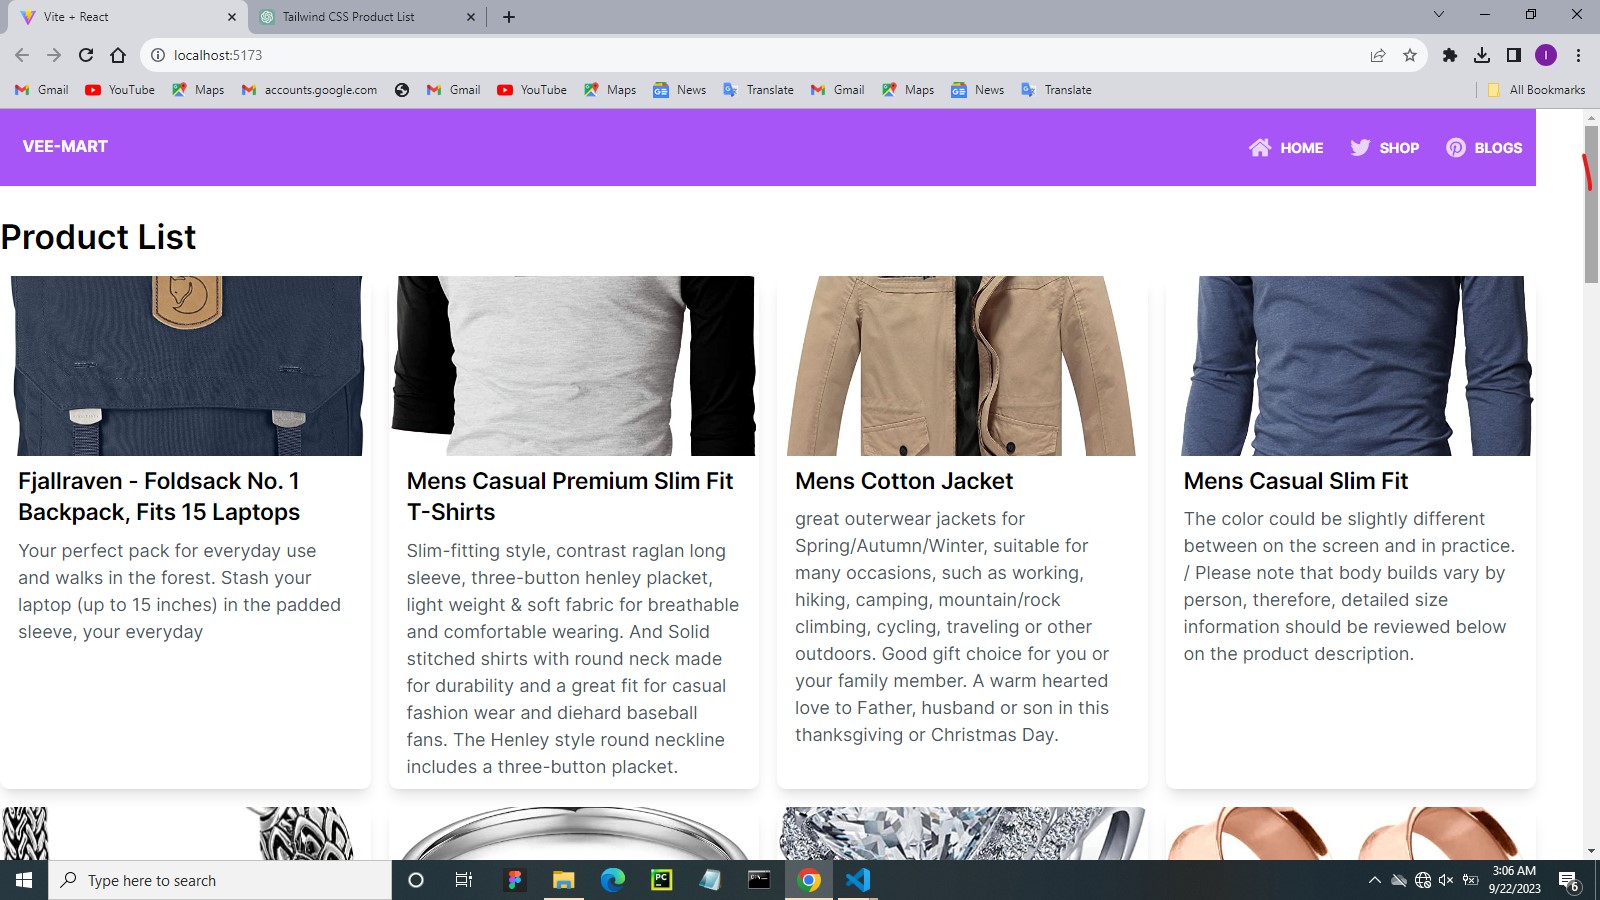 Vite + React
Tailwind CSS Product List
localhost:5173
Gmail YouTube Maps accounts.google.com Gmail YouTube Maps News Translate Gmail Maps News Translate All Bookmarks
VEE-MART
HOME SHOP BLOGS
Product List
Fjallraven - Foldsack No. 1
Backpack, Fits 15 Laptops
Your perfect pack for everyday use
and walks in the forest. Stash your
laptop (up to 15 inches) in the padded
sleeve, your everyday
Mens Casual Premium Slim Fit
T-Shirts
Slim-fitting style, contrast raglan long
sleeve, three-button henley placket,
light weight & soft fabric for breathable
and comfortable wearing. And Solid
stitched shirts with round neck made
for durability and a great fit for casual
fashion wear and diehard baseball
fans. The Henley style round neckline
includes a three-button placket.
Mens Cotton Jacket
great outerwear jackets for
Spring/Autumn/Winter, suitable for
many occasions, such as working,
hiking, camping, mountain/rock
climbing, cycling, traveling or other
outdoors. Good gift choice for you or
your family member. A warm hearted
love to Father, husband or son in this
thanksgiving or Christmas Day.
Mens Casual Slim Fit
The color could be slightly different
between on the screen and in practice.
/ Please note that body builds vary by
person, therefore, detailed size
information should be reviewed below
on the product description.
Type here to search
3:06 AM
9/22/2023
6